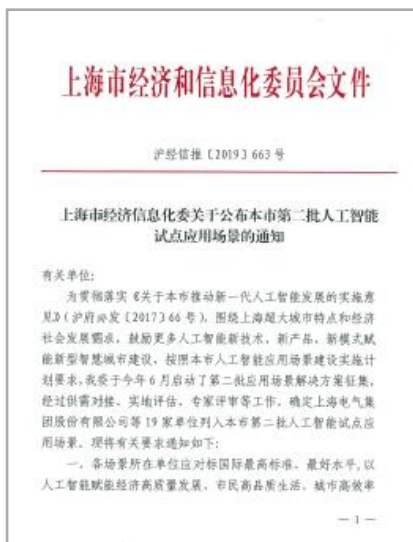 上海市经济和信息化委员会文件
沪经信推〔2019〕663 号
上海市经济信息化委关于公布本市第二批人工智能
试点应用场景的通知
有关单位:
为贯彻落实《关于本市推动新一代人工智能发展的实施意
见》(沪府办发〔2017〕66 号),围绕上海超大城市特点和经济
社会发展需求,鼓励更多人工智能新技术、新产品、新模式赋
能新型智慧城市建设,按照本市人工智能应用场景建设实施计
划要求,我委于今年 6 月启动了第二批应用场景解决方案征集,
经过供需对接、实地评估、专家评审等工作,确定上海电气集
团股份有限公司等 19 家单位列入本市第二批人工智能试点应
用场景。现将有关要求通知如下:
一、各场景所在单位应对标国际最高标准、最好水平,以
人工智能赋能经济高质量发展、市民高品质生活、城市高效率
— 1 —